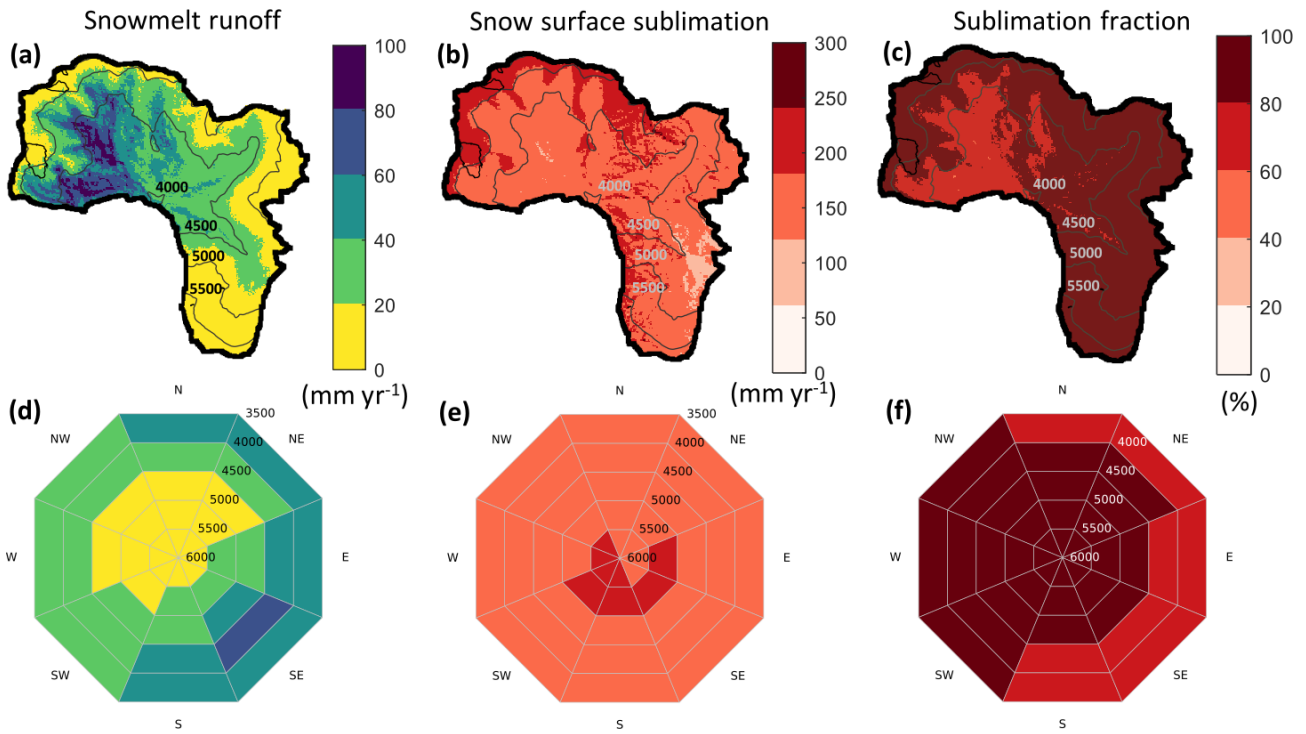 Snowmelt runoff
Snow surface sublimation
Sublimation fraction
(a)
4000
4500
5000
5500
100
80
60
40
20
0
(mm yr-1)
(b)
4000
4500
5000
5500
300
250
200
150
100
50
0
(mm yr-1)
(c)
4000
4500
5000
5500
100
80
60
40
20
0
(%)
(d)
N
NE
E
SE
S
SW
W
NW
3500
4000
4500
5000
5500
6000
(e)
N
NE
E
SE
S
SW
W
NW
3500
4000
4500
5000
5500
6000
(f)
N
NE
E
SE
S
SW
W
NW
4000
4500
5000
5500
6000